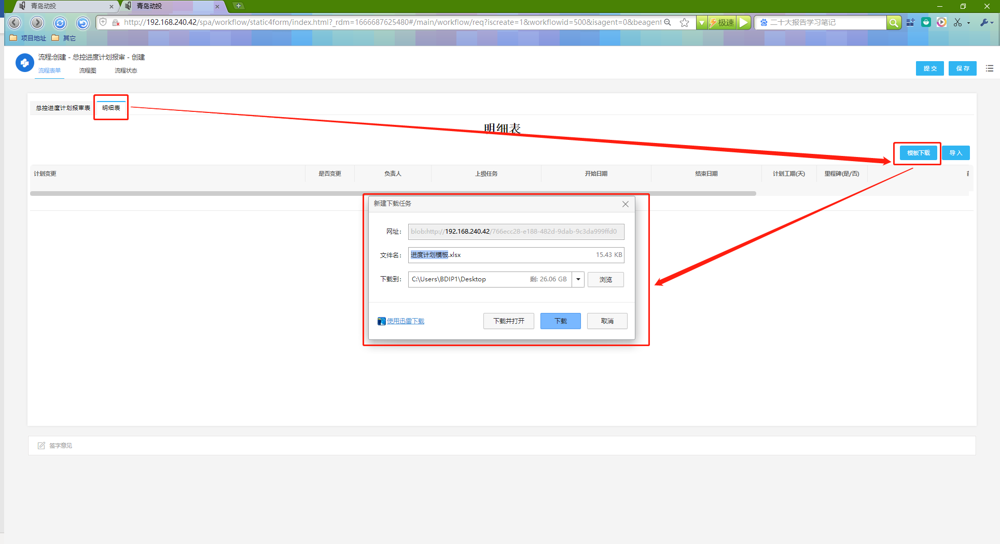 青岛动投
青岛动投
http://192.168.240.42/spa/workflow/static4form/index.html?_rdm=1666687625480#/main/workflow/req?iscreate=1&workflowid=500&isagent=0&beagent
极速
二十大报告学习笔记
项目地址
其它
流程:创建 - 总控进度计划报审 - 创建
流程表单
流程图
流程状态
提交
保存
总控进度计划报审表
明细表
明细表
模板下载
导入
计划变更
是否变更
负责人
上级任务
开始日期
结束日期
计划工期(天)
里程碑(是/否)
新建下载任务
网址:
blob:http://192.168.240.42/766ecc28-e188-482d-9dab-9c3da999ffd0
文件名:
进度计划模板.xlsx
15.43 KB
下载到:
C:\Users\BDIP1\Desktop
剩: 26.06 GB
浏览
使用迅雷下载
下载并打开
下载
取消
签字意见